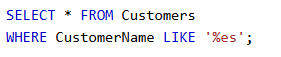 SELECT * FROM Customers
WHERE CustomerName LIKE '%es';